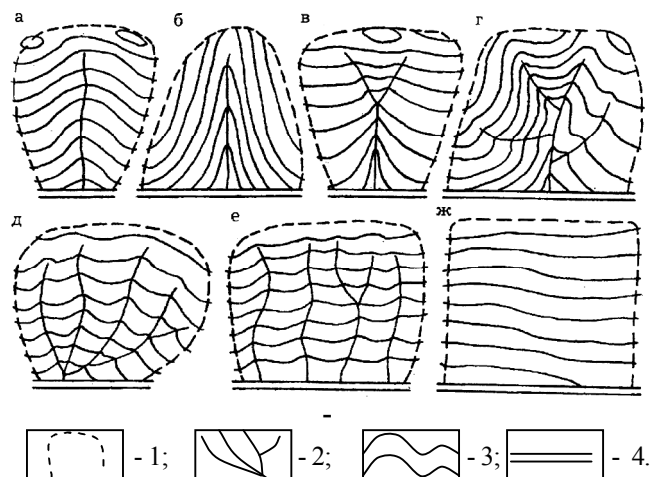 а б в г
д е ж
- 1; - 2; - 3; - 4.